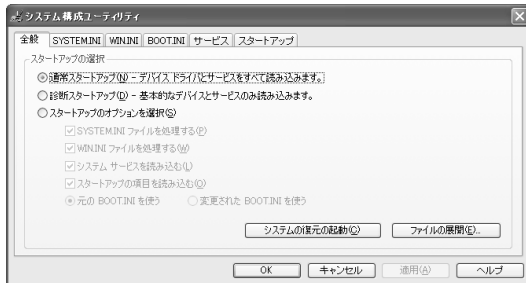 システム構成ユーティリティ
全般 SYSTEM.INI WIN.INI BOOT.INI サービス スタートアップ
スタートアップの選択
通常スタートアップ(N) - デバイス ドライバとサービスをすべて読み込みます。
診断スタートアップ(D) - 基本的なデバイスとサービスのみ読み込みます。
スタートアップのオプションを選択(S)
SYSTEM.INI ファイルを処理する(P)
WIN.INI ファイルを処理する(W)
システム サービスを読み込む(L)
スタートアップの項目を読み込む(O)
元の BOOT.INI を使う 変更された BOOT.INI を使う
システムの復元の起動(C) ファイルの展開(E)...
OK キャンセル 適用(A) ヘルプ